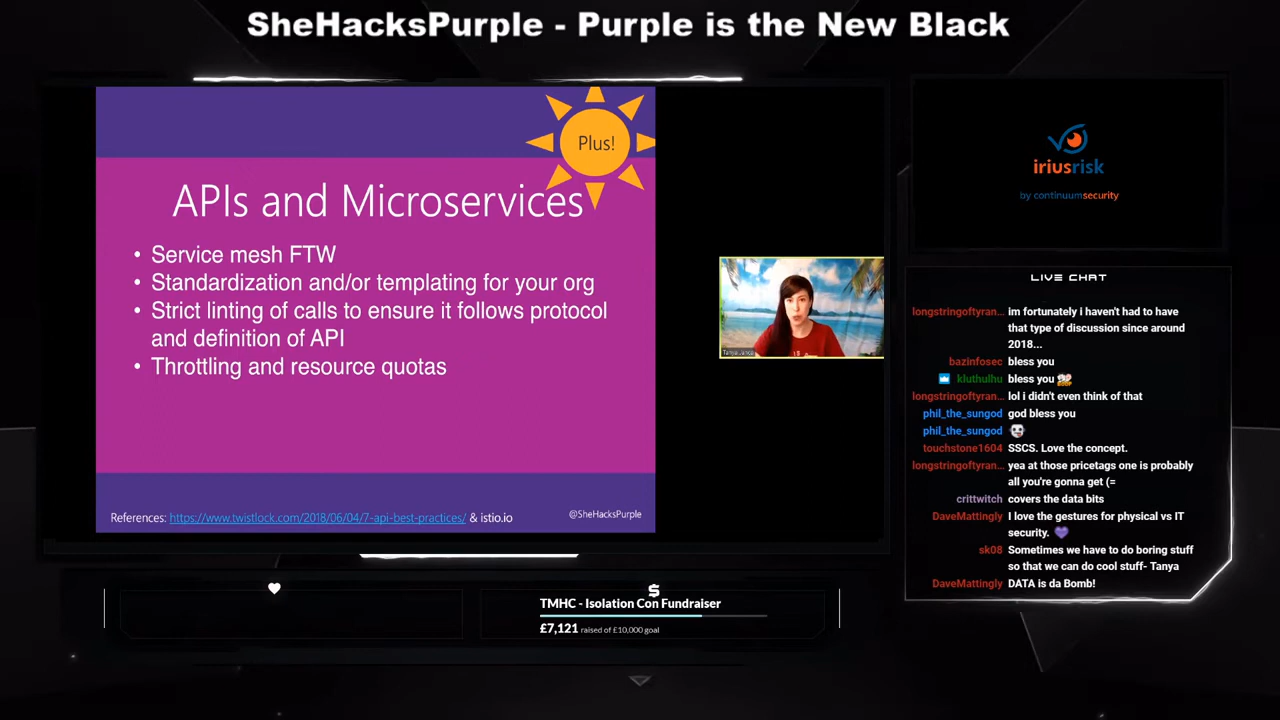 SheHacksPurple - Purple is the New Black
Plus!
APIs and Microservices
• Service mesh FTW
• Standardization and/or templating for your org
• Strict linting of calls to ensure it follows protocol
and definition of API
• Throttling and resource quotas
References: https://www.twistlock.com/2018/06/04/7-api-best-practices/ & istio.io
@SheHacksPurple
iriusrisk
by continuumsecurity
LIVE CHAT
longstringoftyran... im fortunately i haven't had to have
that type of discussion since around
2018...
bazinfosec bless you
kluthulhu bless you
longstringoftyran... lol i didn't even think of that
phil_the_sungod god bless you
phil_the_sungod
touchstone1604 SSCS. Love the concept.
longstringoftyran... yea at those pricetags one is probably
all you're gonna get (=
crittwitch covers the data bits
DaveMattingly I love the gestures for physical vs IT
security.
sk08 Sometimes we have to do boring stuff
so that we can do cool stuff- Tanya
DaveMattingly DATA is da Bomb!
$
TMHC - Isolation Con Fundraiser
£7,121 raised of £10,000 goal